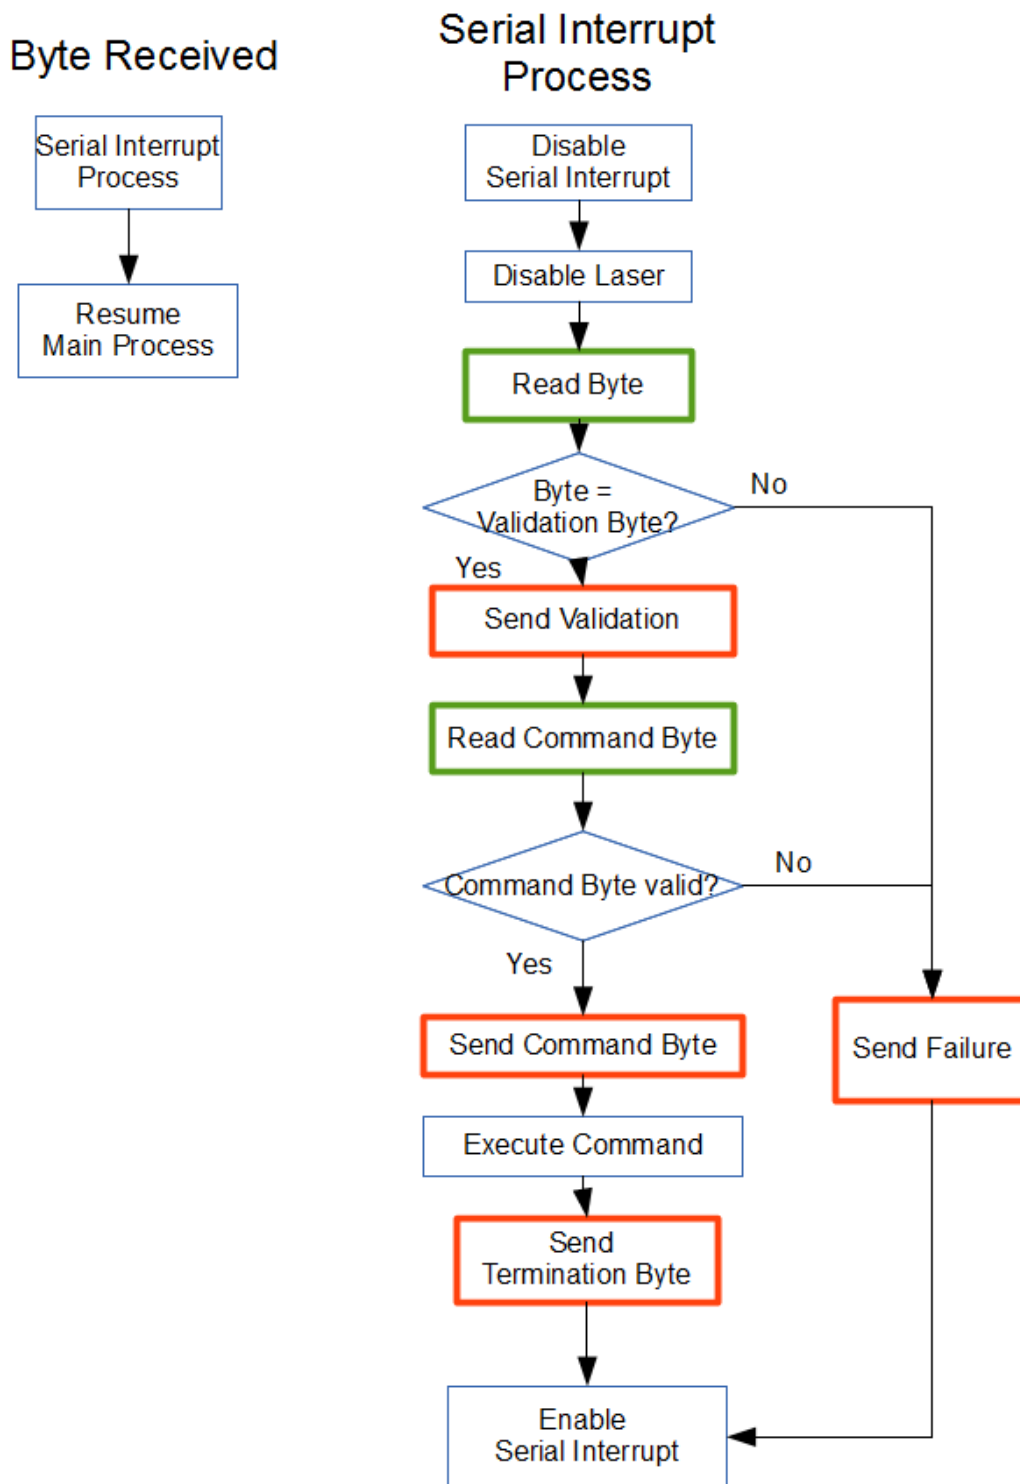 Byte Received
Serial Interrupt
Process
Resume
Main Process
Serial Interrupt
Process
Disable
Serial Interrupt
Disable Laser
Read Byte
Byte =
Validation Byte?
No
Yes
Send Validation
Read Command Byte
Command Byte valid?
No
Yes
Send Command Byte
Send Failure
Execute Command
Send
Termination Byte
Enable
Serial Interrupt